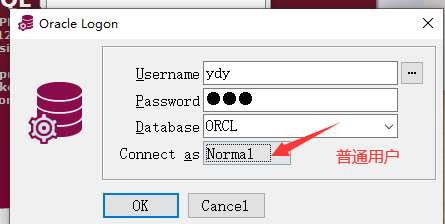 Oracle Logon
Username ydy
Password ●●●
Database ORCL
Connect as Normal
普通用户
OK Cancel